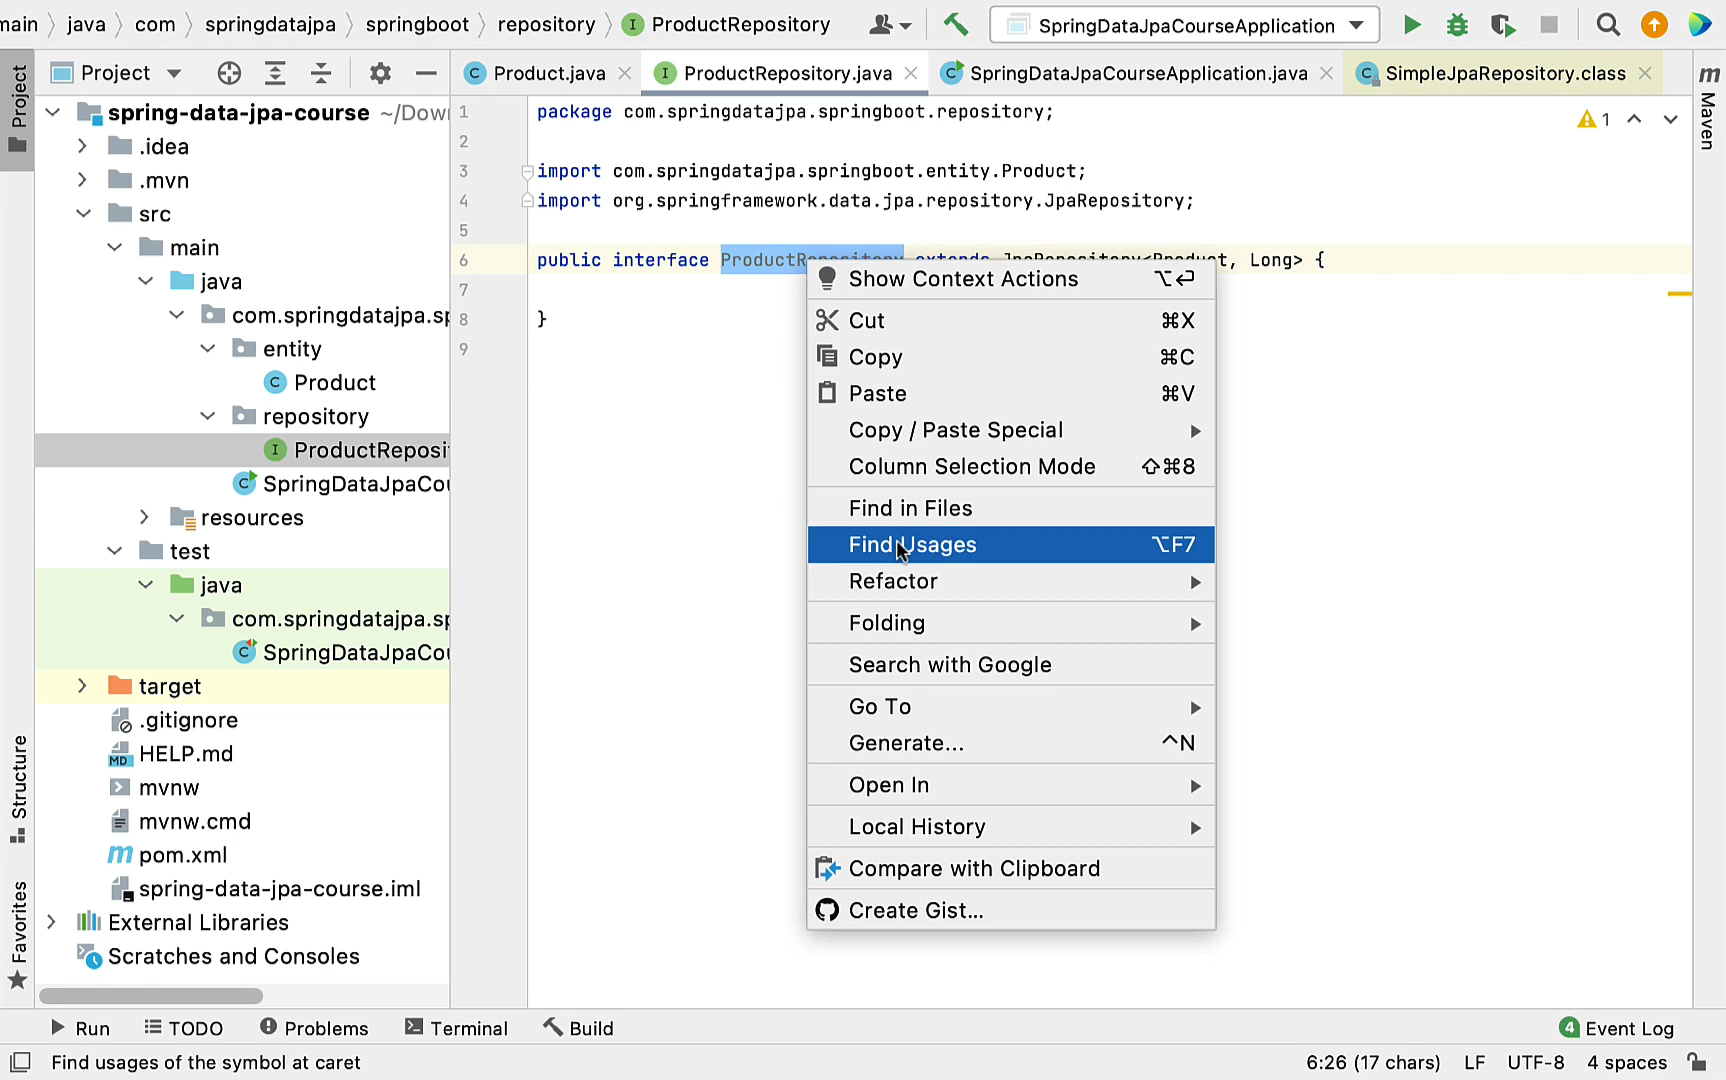 main java com springdatajpa springboot repository ProductRepository SpringDataJpaCourseApplication
Project
Product.java ProductRepository.java SpringDataJpaCourseApplication.java SimpleJpaRepository.class
Project
Maven
Structure
Favorites
spring-data-jpa-course ~/Dow
.idea
.mvn
src
main
java
com.springdatajpa.sp
entity
Product
repository
ProductReposi
SpringDataJpaCou
resources
test
java
com.springdatajpa.sp
SpringDataJpaCou
target
.gitignore
HELP.md
mvnw
mvnw.cmd
pom.xml
spring-data-jpa-course.iml
External Libraries
Scratches and Consoles
1 package com.springdatajpa.springboot.repository;
1
2
3 import com.springdatajpa.springboot.entity.Product;
4 import org.springframework.data.jpa.repository.JpaRepository;
5
6 public interface ProductRepository extends JpaRepository<Product, Long> {
7
8 }
9
Show Context Actions ⌥↩
Cut ⌘X
Copy ⌘C
Paste ⌘V
Copy / Paste Special
Column Selection Mode ⇧⌘8
Find in Files
Find Usages ⌥F7
Refactor
Folding
Search with Google
Go To
Generate... ^N
Open In
Local History
Compare with Clipboard
Create Gist...
Run TODO Problems Terminal Build 4 Event Log
Find usages of the symbol at caret 6:26 (17 chars) LF UTF-8 4 spaces